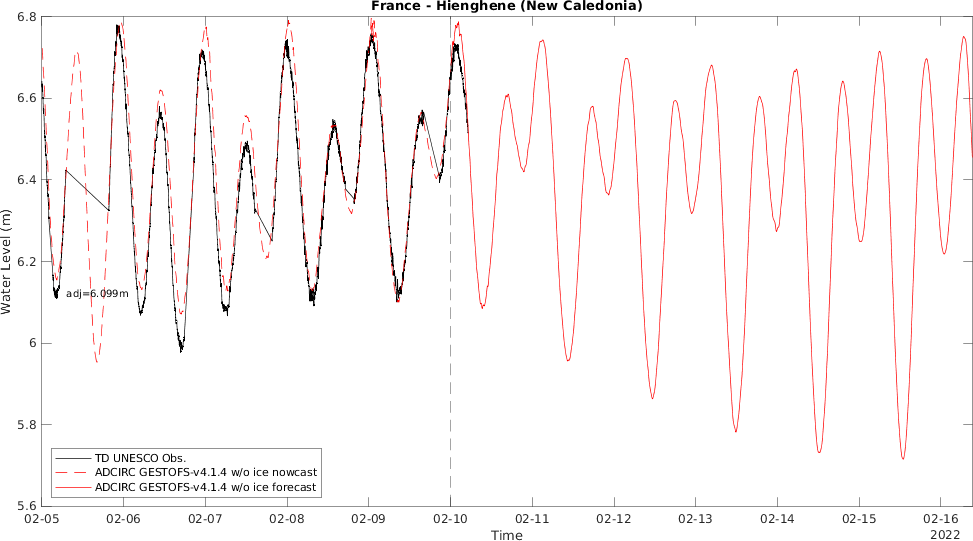 France - Hienghene (New Caledonia)
6.8
6.6
6.4
6.2
6
5.8
5.6
Water Level (m)
adj=6.099m
TD UNESCO Obs.
ADCIRC GESTOFS-v4.1.4 w/o ice nowcast
ADCIRC GESTOFS-v4.1.4 w/o ice forecast
02-05 02-06 02-07 02-08 02-09 02-10 02-11 02-12 02-13 02-14 02-15 02-16
Time 2022